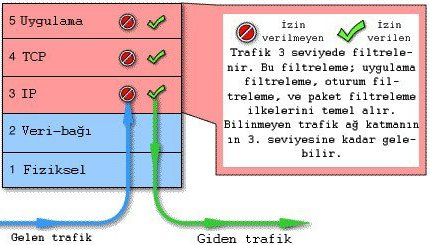 5 Uygulama
4 TCP
3 IP
2 Veri-bağı
1 Fiziksel
Gelen trafik
Giden trafik
İzin verilmeyen
İzin verilen
Trafik 3 seviyede filtrele-
nir. Bu filtreleme; uygulama
filtreleme, oturum fil-
treleme, ve paket filtreleme
ilkelerini temel alır.
Bilinmeyen trafik ağ katmanın
ın 3. seviyesine kadar gele-
bilir.